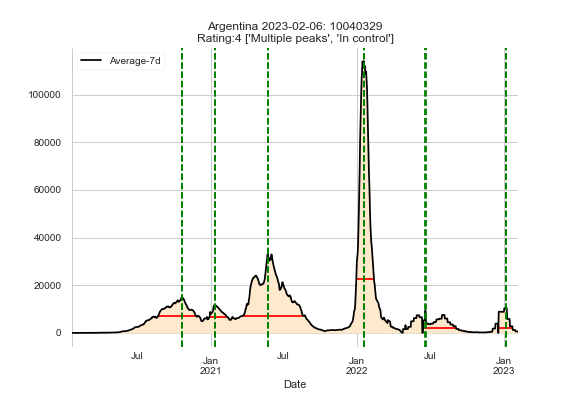 Argentina 2023-02-06: 10040329
Rating:4 ['Multiple peaks', 'In control']
Average-7d
100000
80000
60000
40000
20000
0
Jul
Jan
2021
Jul
Jan
2022
Jul
Jan
2023
Date